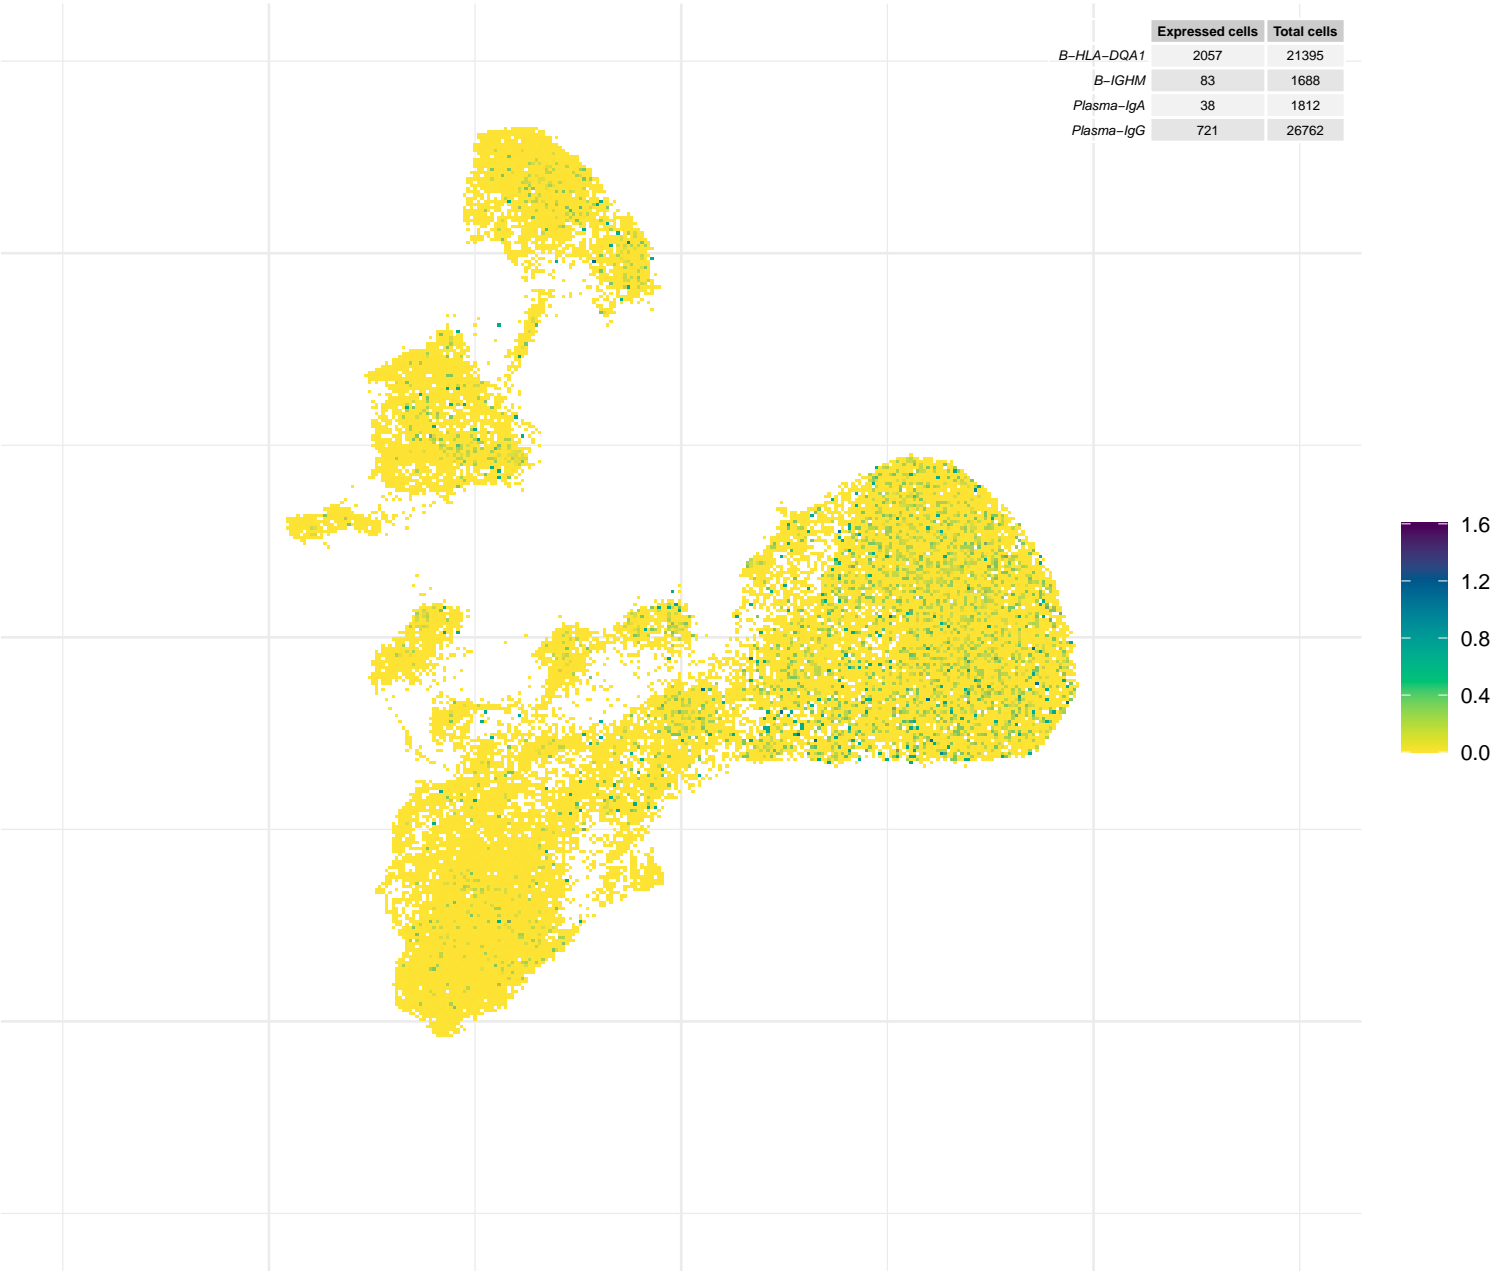 Expressed cells Total cells
B−HLA−DQA1 2057 21395
B−IGHM 83 1688
Plasma−IgA 38 1812
Plasma−IgG 721 26762
1.6
1.2
0.8
0.4
0.0